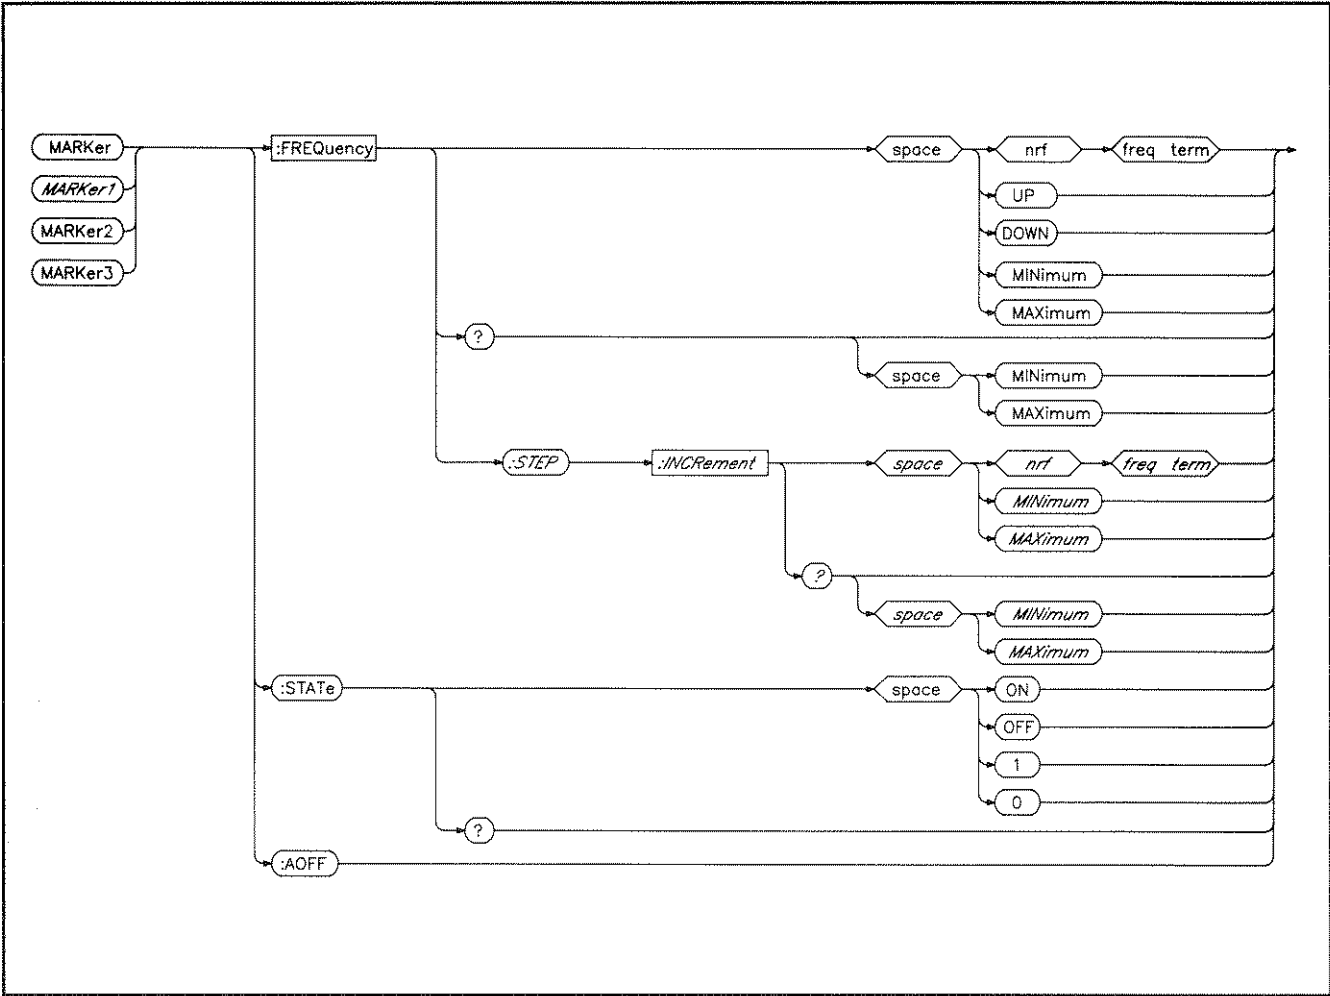 MARKer :FREQuency space nrf freq term
MARKer1 UP
MARKer2 DOWN
MARKer3 MINimum
MAXimum
?
space MINimum
MAXimum
:STEP :INCRement space nrf freq term
MINimum
MAXimum
?
space MINimum
MAXimum
:STATe space ON
OFF
1
0
?
:AOFF